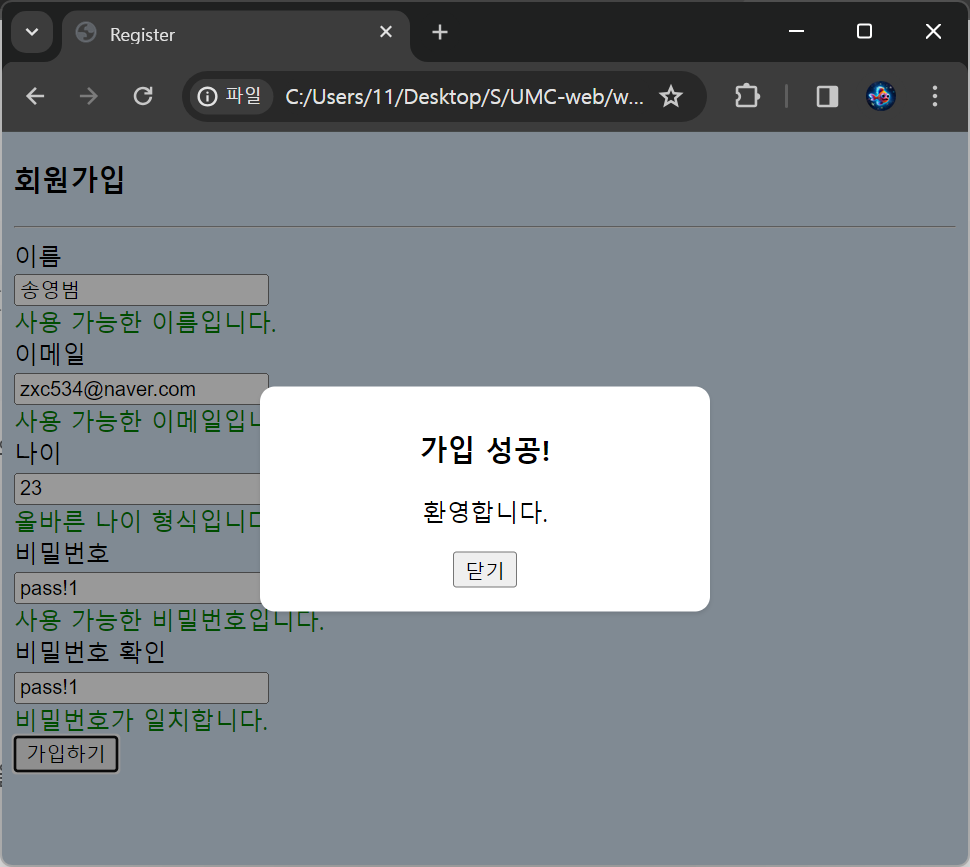 Register
파일 C:/Users/11/Desktop/S/UMC-web/w...
회원가입
이름
송영범
사용 가능한 이름입니다.
이메일
zxc534@naver.com
사용 가능한 이메일입니
나이
23
올바른 나이 형식입니다
비밀번호
pass!1
사용 가능한 비밀번호입니다.
비밀번호 확인
pass!1
비밀번호가 일치합니다.
가입하기
가입 성공!
환영합니다.
닫기